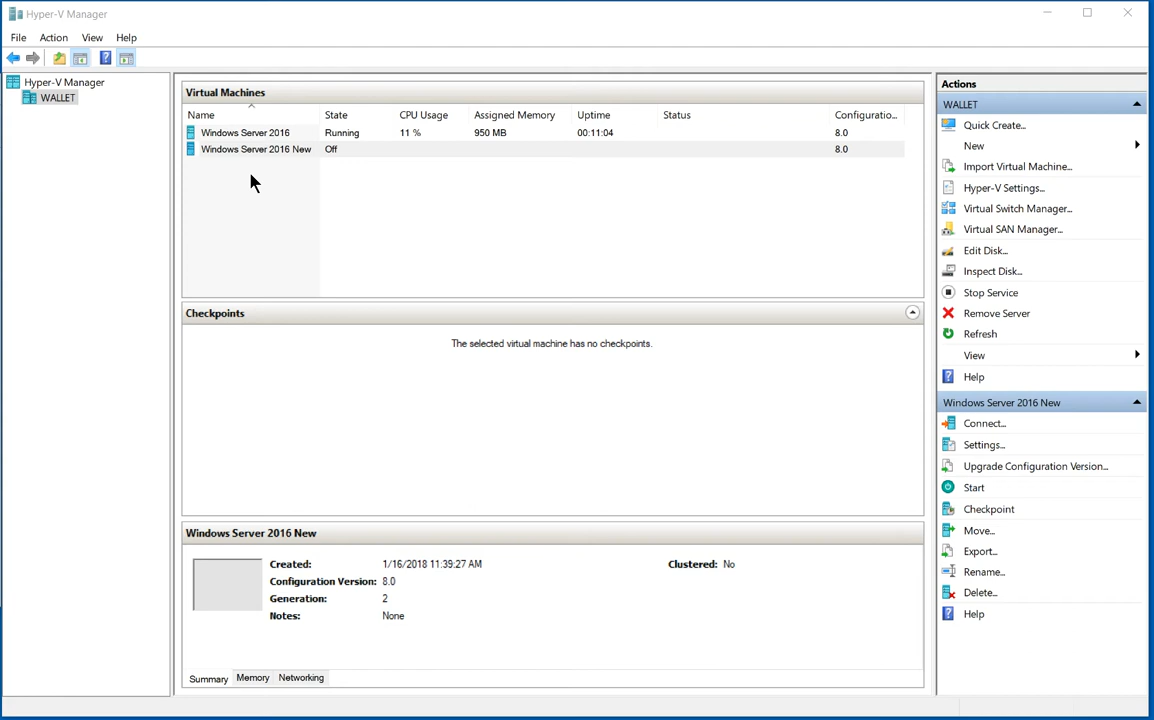 Hyper-V Manager
File Action View Help
Hyper-V Manager
WALLET
Virtual Machines
Name State CPU Usage Assigned Memory Uptime Status Configuratio...
Windows Server 2016 Running 11 % 950 MB 00:11:04 8.0
Windows Server 2016 New Off 8.0
Checkpoints
The selected virtual machine has no checkpoints.
Windows Server 2016 New
Created: 1/16/2018 11:39:27 AM Clustered: No
Configuration Version: 8.0
Generation: 2
Notes: None
Summary Memory Networking
Actions
WALLET
Quick Create...
New
Import Virtual Machine...
Hyper-V Settings...
Virtual Switch Manager...
Virtual SAN Manager...
Edit Disk...
Inspect Disk...
Stop Service
Remove Server
Refresh
View
Help
Windows Server 2016 New
Connect...
Settings...
Upgrade Configuration Version...
Start
Checkpoint
Move...
Export...
Rename...
Delete...
Help